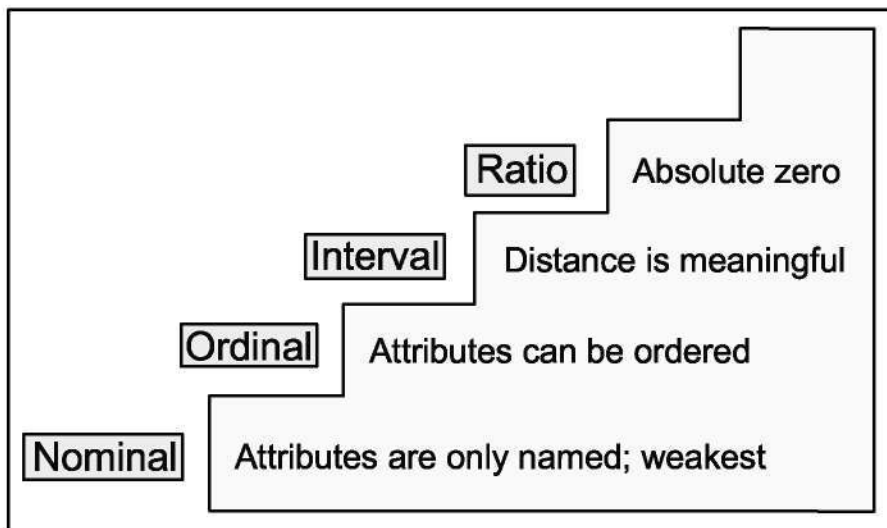 Ratio Absolute zero
Interval Distance is meaningful
Ordinal Attributes can be ordered
Nominal Attributes are only named; weakest